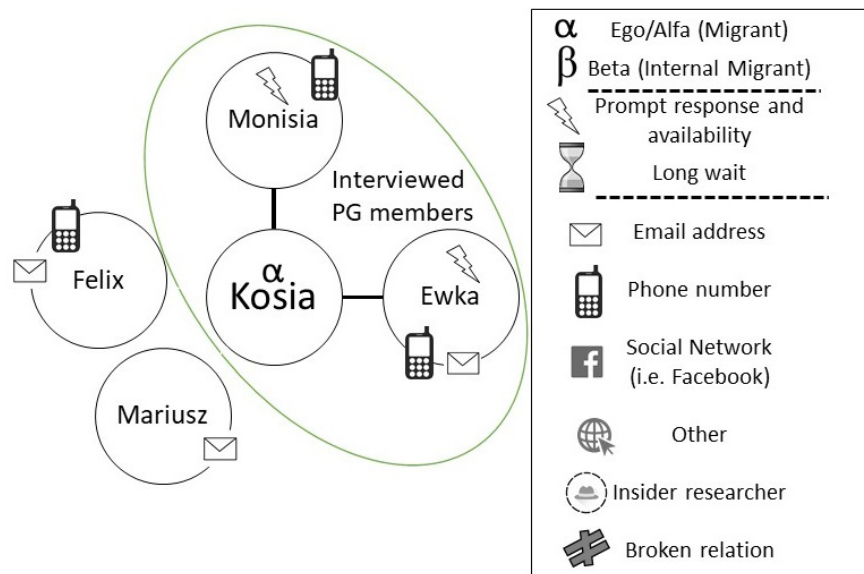 Monisia
Interviewed
PG members
Felix
α
Kosia
Ewka
Mariusz
α Ego/Alfa (Migrant)
β Beta (Internal Migrant)
Prompt response and
availability
Long wait
Email address
Phone number
Social Network
(i.e. Facebook)
Other
Insider researcher
Broken relation